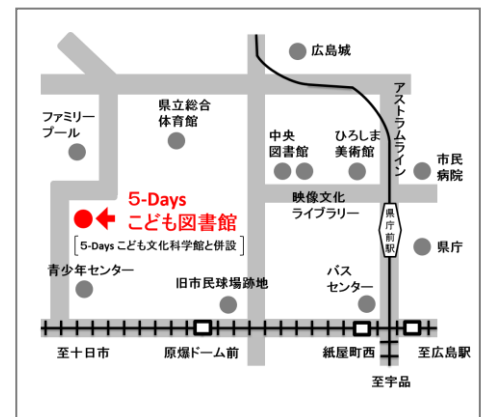 広島城
アストラムライン
ファミリー
プール
県立総合
体育館
中央
図書館
ひろしま
美術館
市民
病院
映像文化
ライブラリー
5-Days
こども図書館
[5-Days こども文化科学館と併設]
県庁前駅
県庁
青少年センター
旧市民球場跡地
バス
センター
至十日市
原爆ドーム前
紙屋町西
至広島駅
至宇品